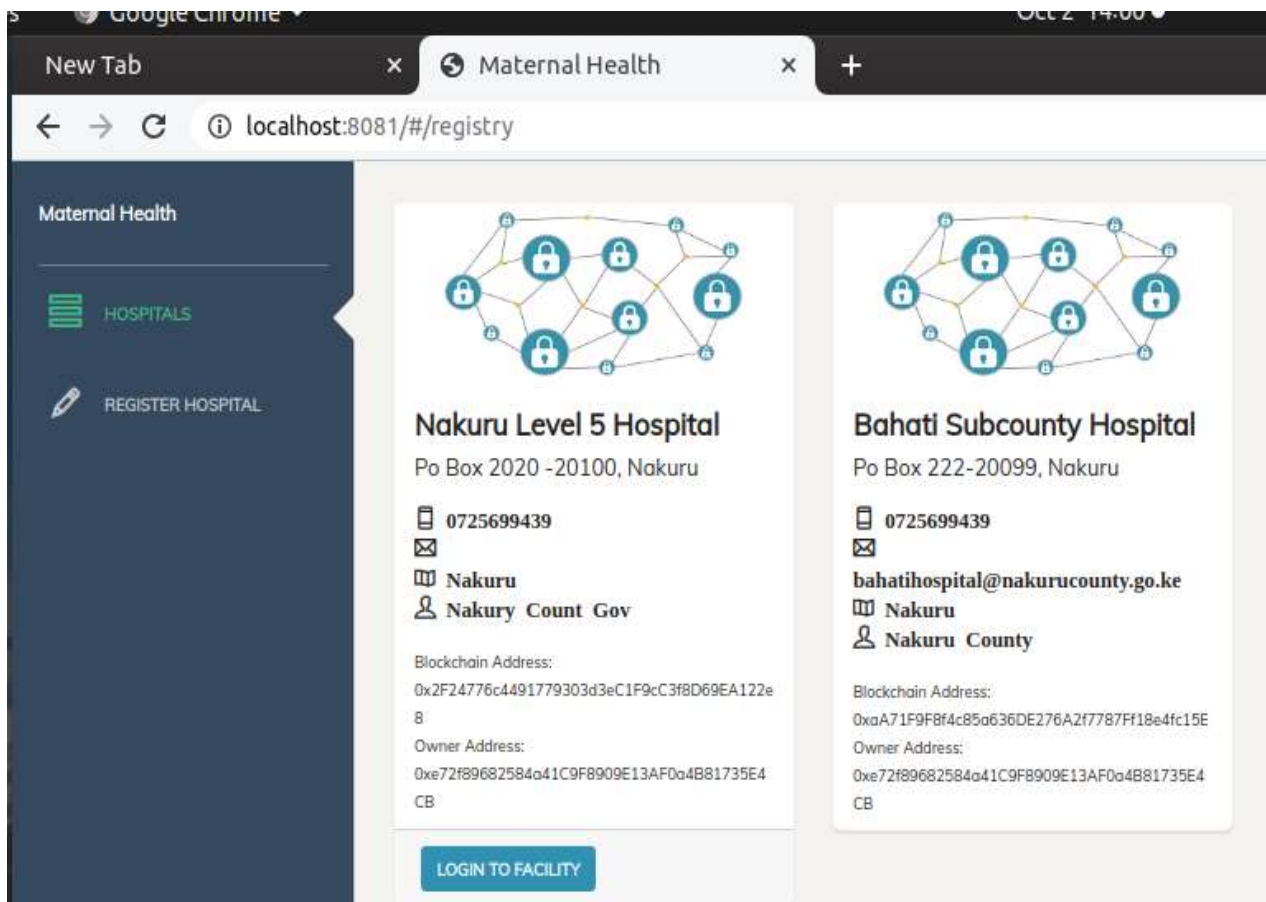 Google Chrome
Oct 2 14:00
New Tab
Maternal Health
localhost:8081/#/registry
Maternal Health
HOSPITALS
REGISTER HOSPITAL
Nakuru Level 5 Hospital
Po Box 2020 -20100, Nakuru
0725699439
Nakuru
Nakury Count Gov
Blockchain Address:
0x2F24776c4491779303d3eC1F9cC3f8D69EA122e
8
Owner Address:
0xe72f89682584a41C9F8909E13AF0a4B81735E4
CB
LOGIN TO FACILITY
Bahati Subcounty Hospital
Po Box 222-20099, Nakuru
0725699439
bahatihospital@nakurucounty.go.ke
Nakuru
Nakuru County
Blockchain Address:
0xaA71F9F8f4c85a636DE276A2f7787Ff18e4fc15E
Owner Address:
0xe72f89682584a41C9F8909E13AF0a4B81735E4
CB